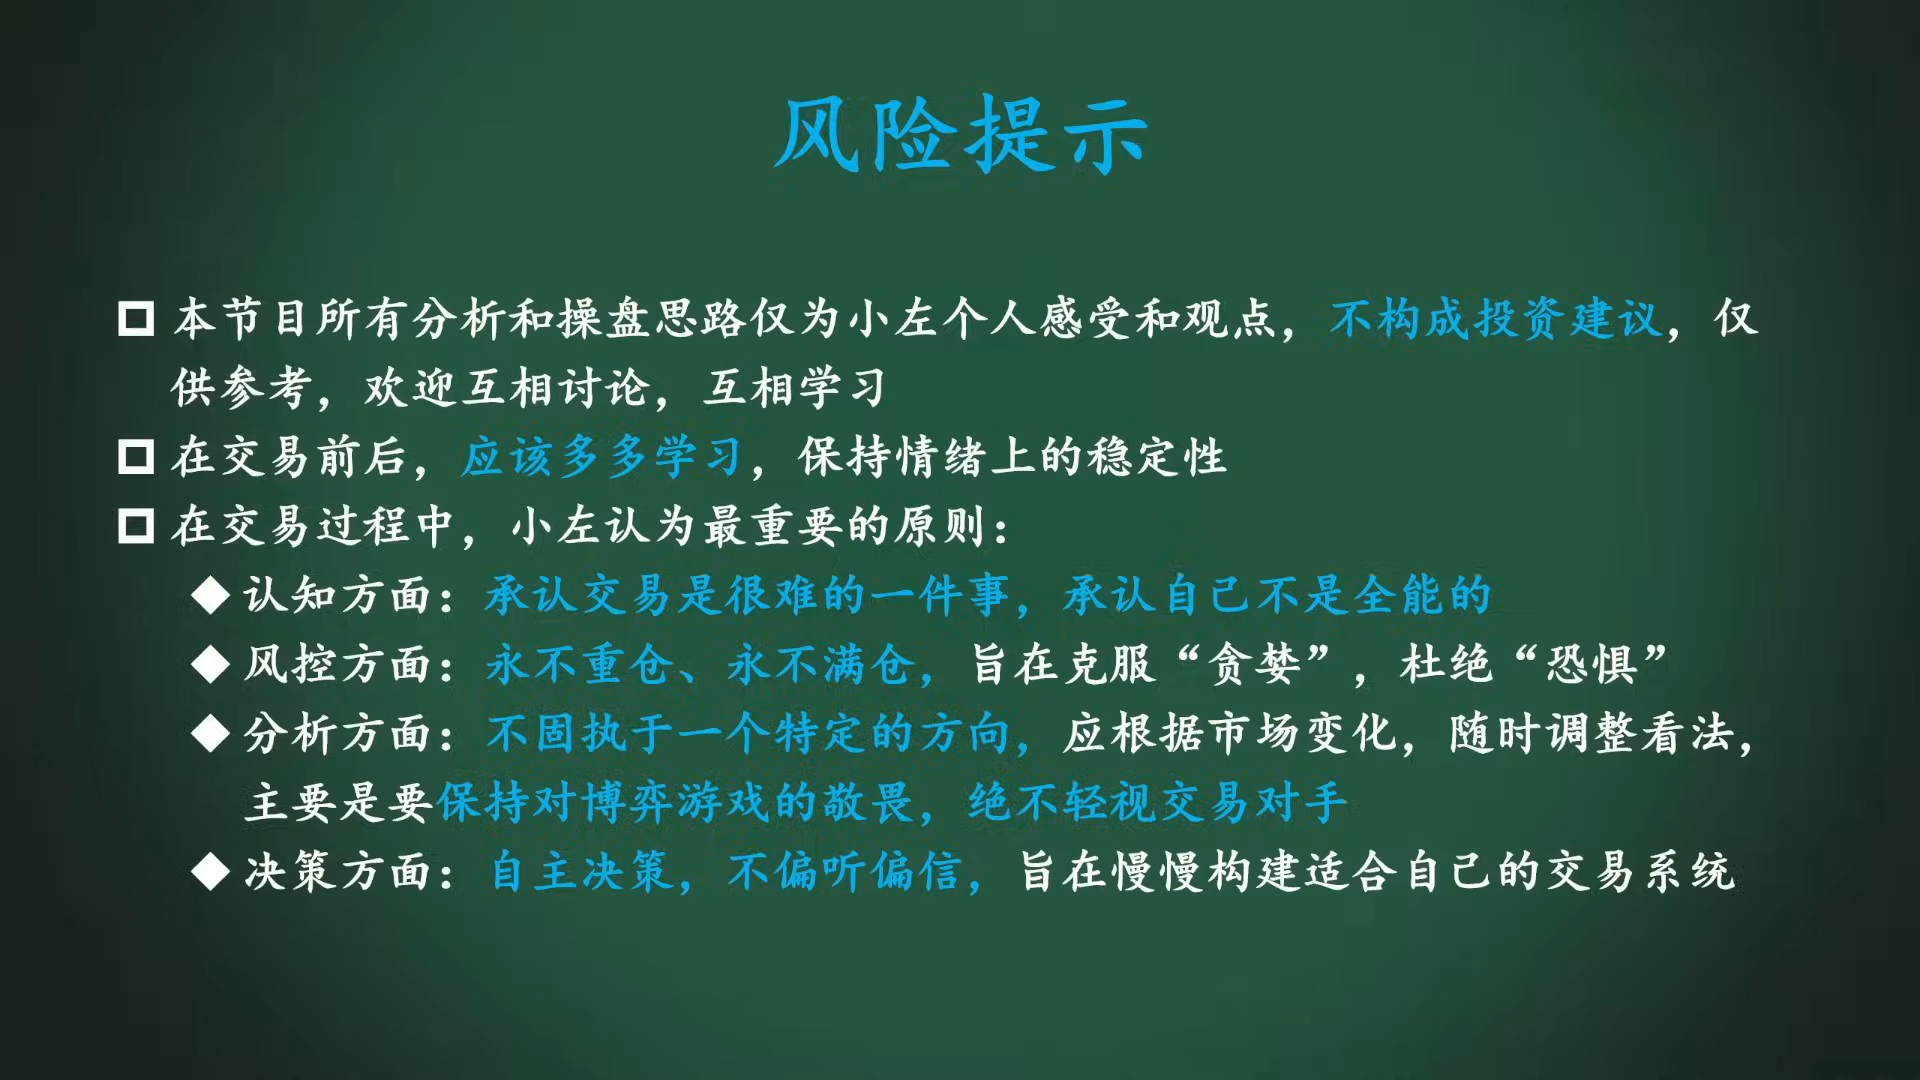 风险提示
本节目所有分析和操盘思路仅为小左个人感受和观点，不构成投资建议，仅
供参考，欢迎互相讨论，互相学习
在交易前后，应该多多学习，保持情绪上的稳定性
在交易过程中，小左认为最重要的原则：
认知方面：承认交易是很难的一件事，承认自己不是全能的
风控方面：永不重仓、永不满仓，旨在克服“贪婪”，杜绝“恐惧”
分析方面：不固执于一个特定的方向，应根据市场变化，随时调整看法，
主要是要保持对博弈游戏的敬畏，绝不轻视交易对手
决策方面：自主决策，不偏听偏信，旨在慢慢构建适合自己的交易系统